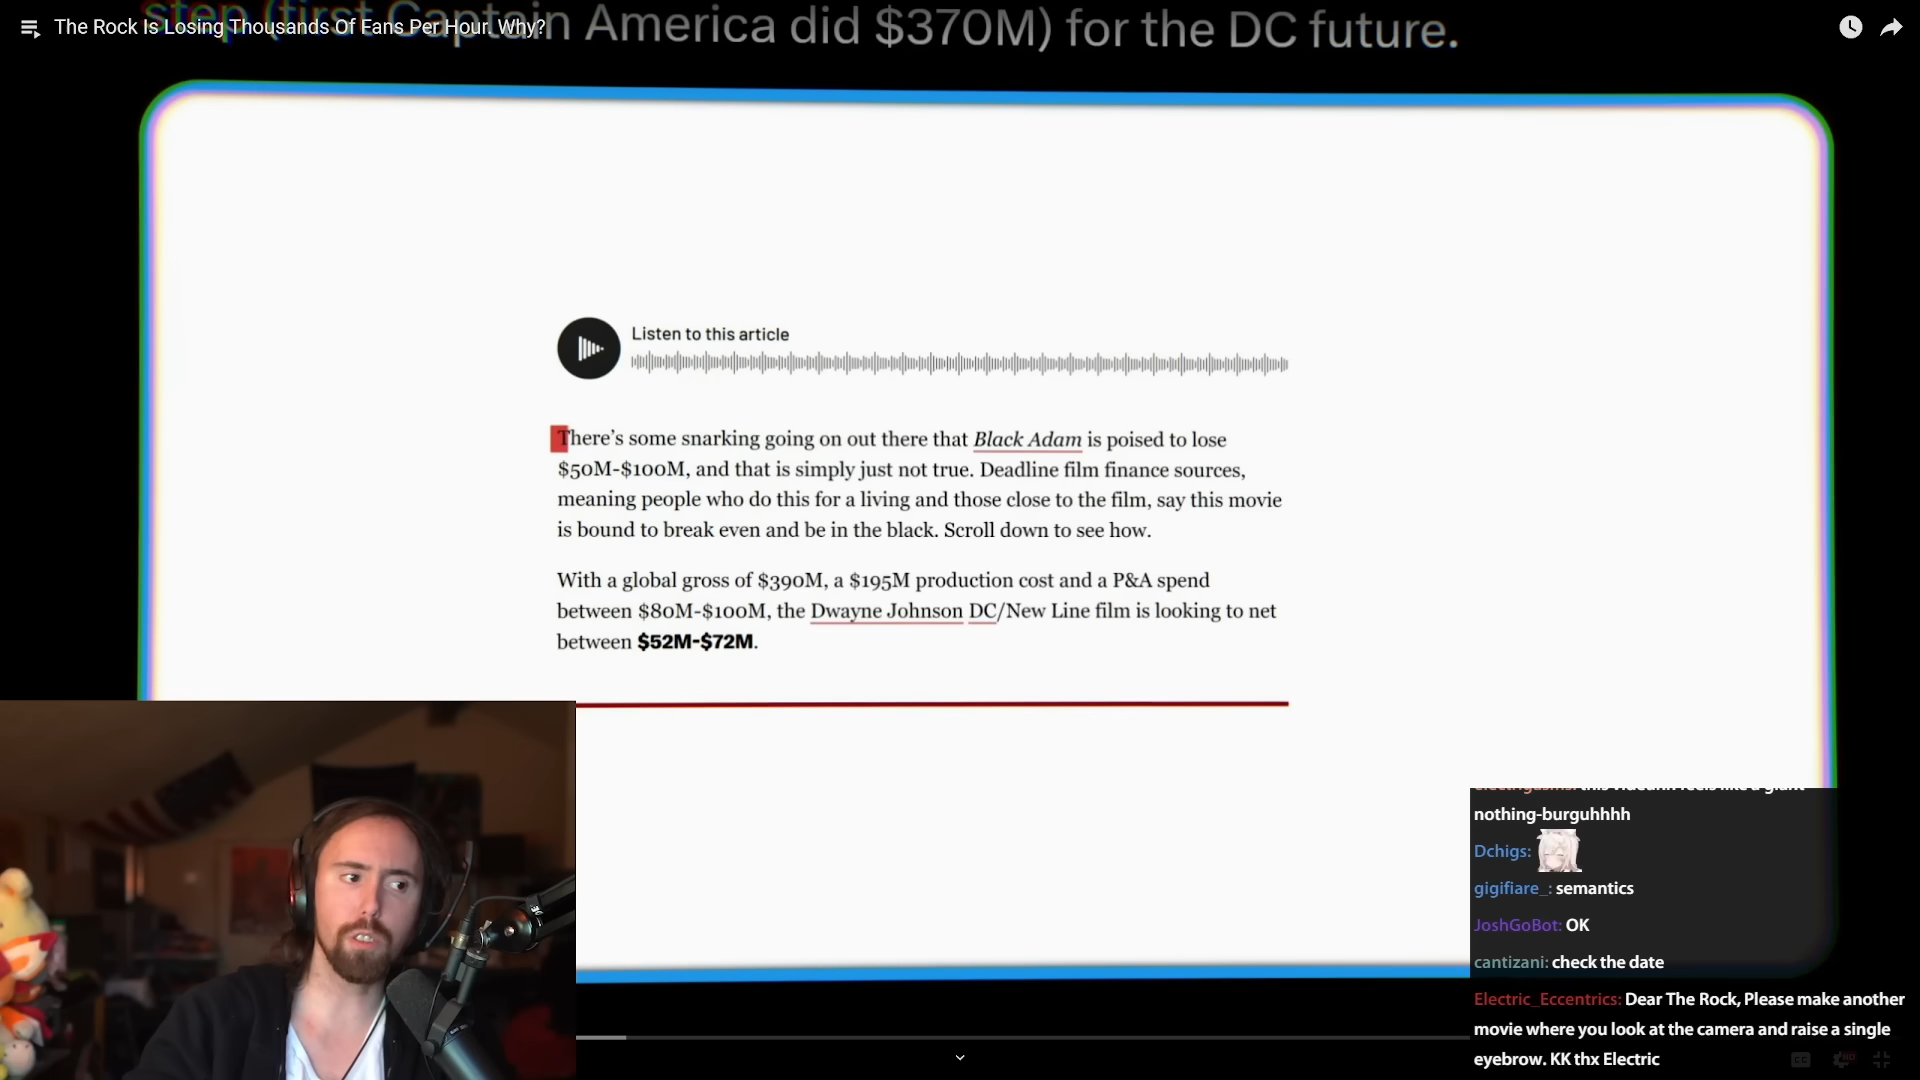 step (first Captain America did $370M) for the DC future.
The Rock Is Losing Thousands Of Fans Per Hour. Why?
Listen to this article
There's some snarking going on out there that Black Adam is poised to lose
$50M-$100M, and that is simply just not true. Deadline film finance sources,
meaning people who do this for a living and those close to the film, say this movie
is bound to break even and be in the black. Scroll down to see how.
With a global gross of $390M, a $195M production cost and a P&A spend
between $80M-$100M, the Dwayne Johnson DC/New Line film is looking to net
between $52M-$72M.
nothing-burguhhhh
Dchigs:
gigifiare_: semantics
JoshGoBot: OK
cantizani: check the date
Electric_Eccentrics: Dear The Rock, Please make another
movie where you look at the camera and raise a single
eyebrow. KK thx Electric